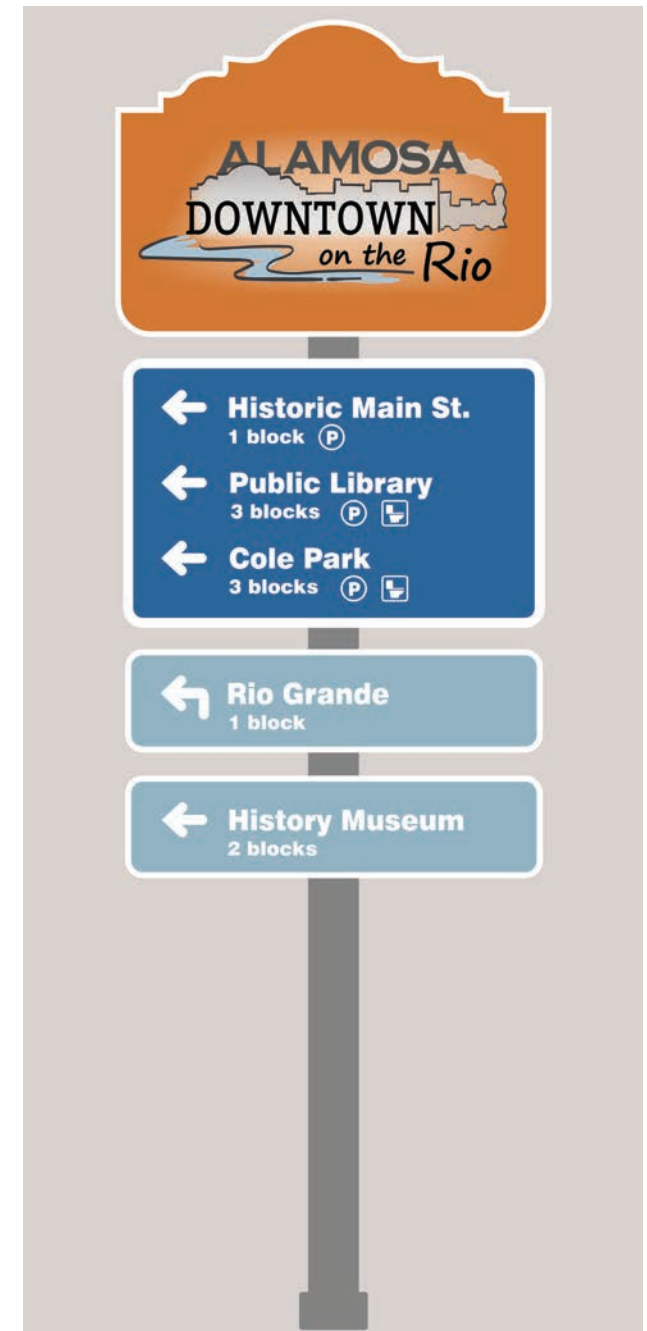 ALAMOSA
DOWNTOWN
on the Rio
Historic Main St.
1 block P
Public Library
3 blocks P
Cole Park
3 blocks P
Rio Grande
1 block
History Museum
2 blocks